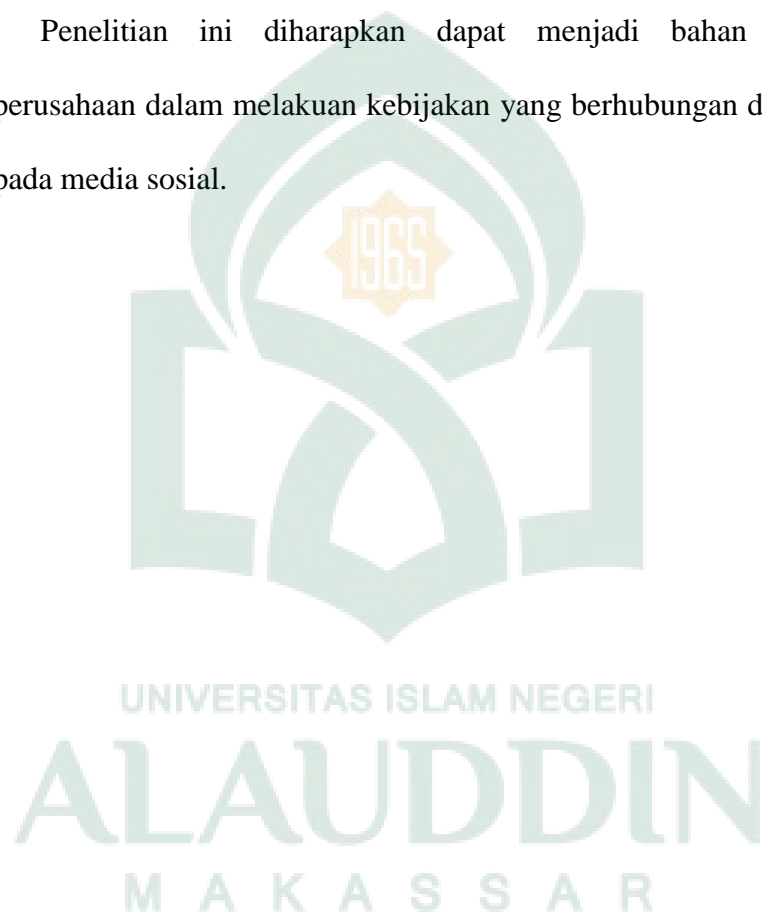 Penelitian ini diharapkan dapat menjadi bahan
perusahaan dalam melakuan kebijakan yang berhubungan d
pada media sosial.
1965
UNIVERSITAS ISLAM NEGERI
ALAUDDIN
MAKASSAR